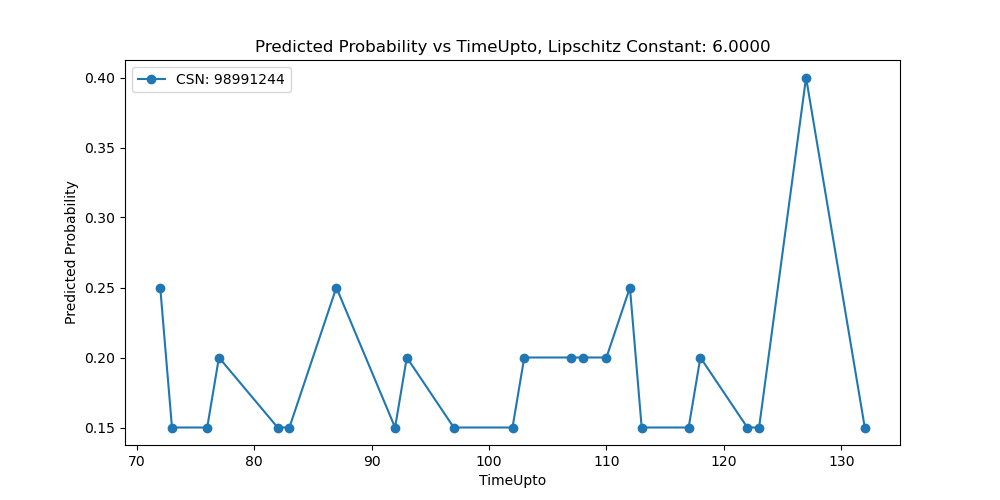 Predicted Probability vs TimeUpto, Lipschitz Constant: 6.0000
CSN: 98991244
Predicted Probability
0.40
0.35
0.30
0.25
0.20
0.15
70 80 90 100 110 120 130
TimeUpto